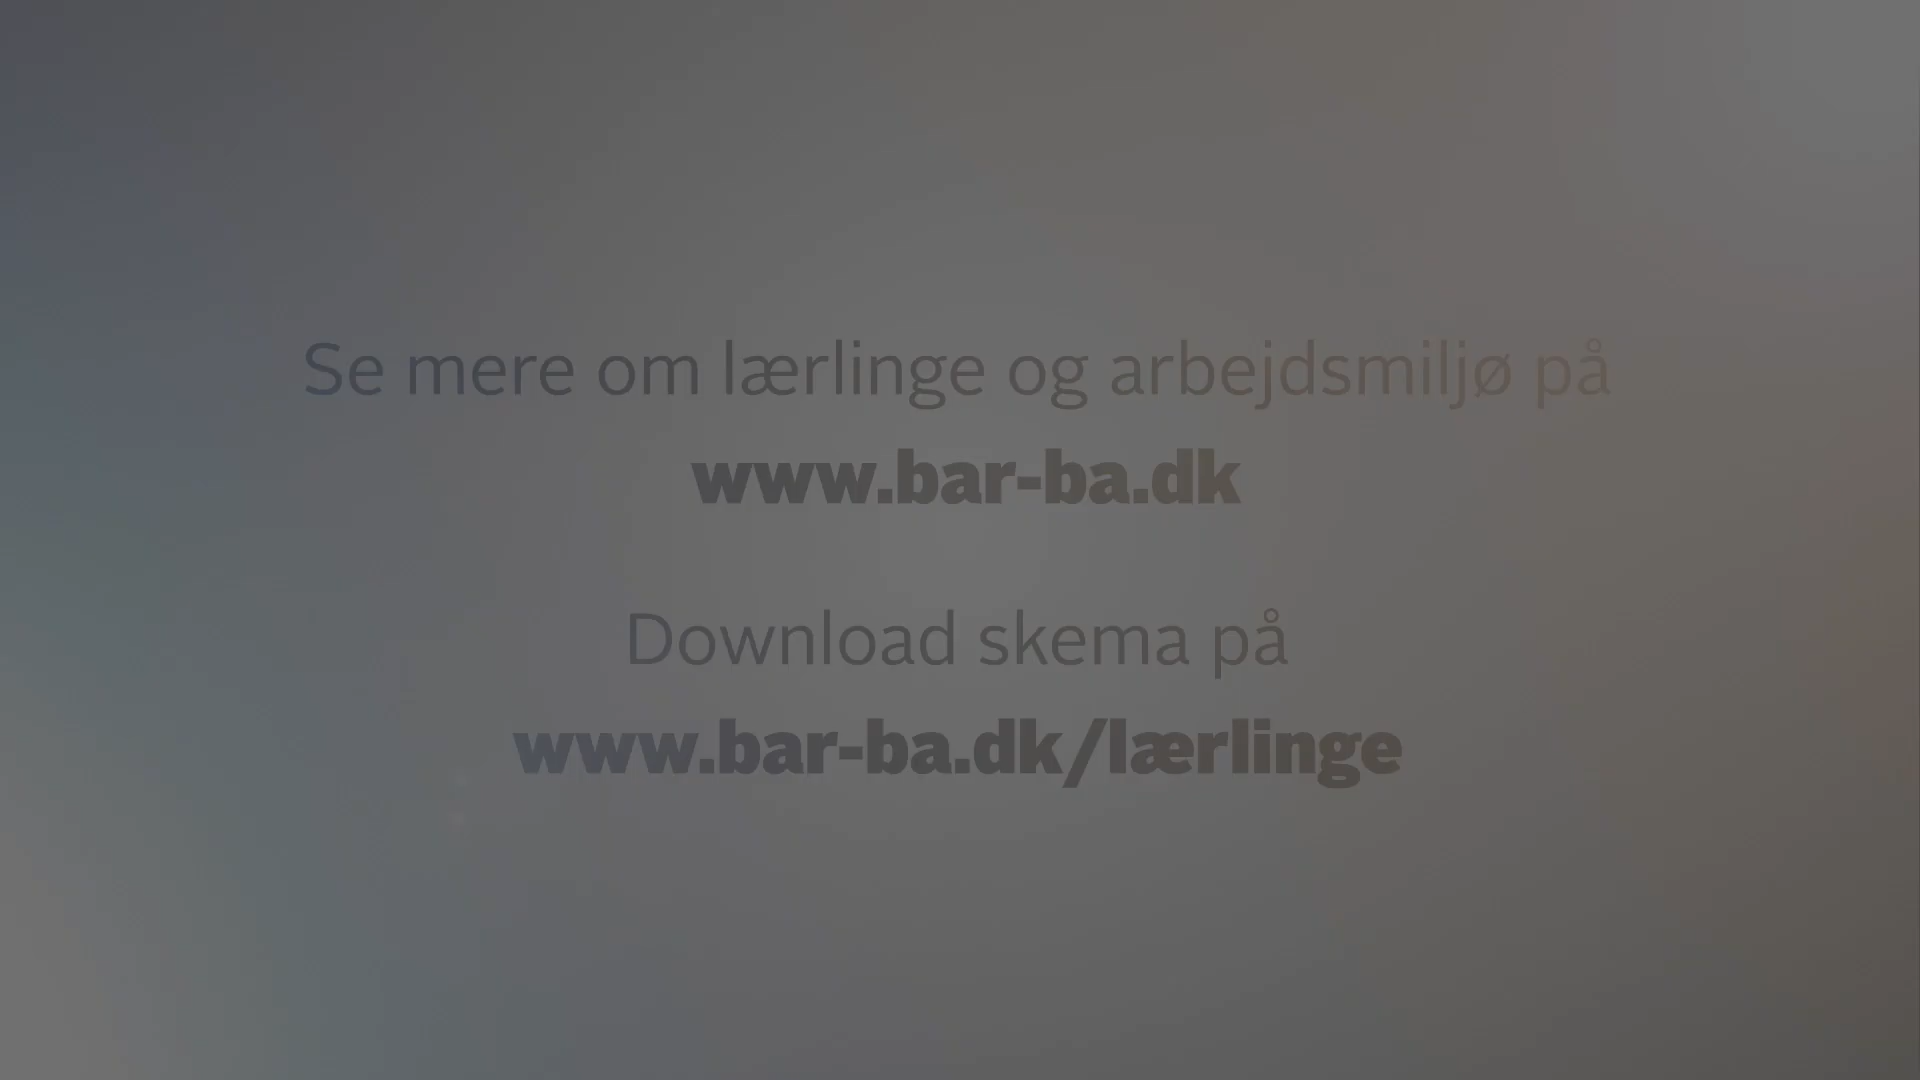 Se mere om lærlinge og arbejdsmiljø på
www.bar-ba.dk
Download skema på
www.bar-ba.dk/lærlinge